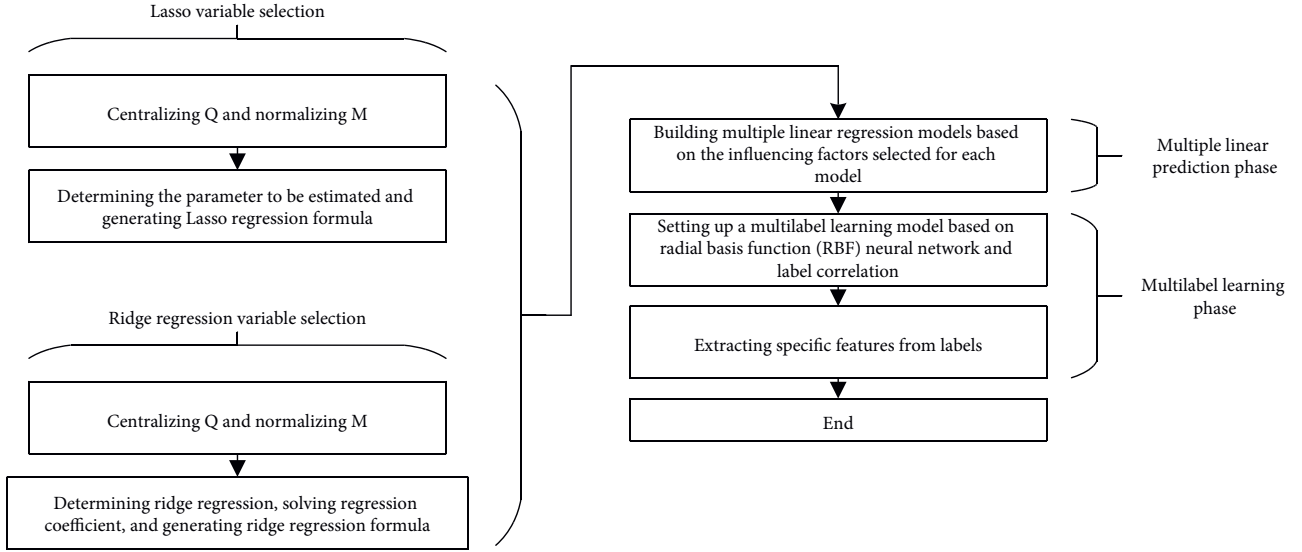 Lasso variable selection
Centralizing Q and normalizing M
Determining the parameter to be estimated and
generating Lasso regression formula
Ridge regression variable selection
Centralizing Q and normalizing M
Determining ridge regression, solving regression
coefficient, and generating ridge regression formula
Building multiple linear regression models based
on the influencing factors selected for each
model
Multiple linear
prediction phase
Setting up a multilabel learning model based on
radial basis function (RBF) neural network and
label correlation
Extracting specific features from labels
Multilabel learning
phase
End